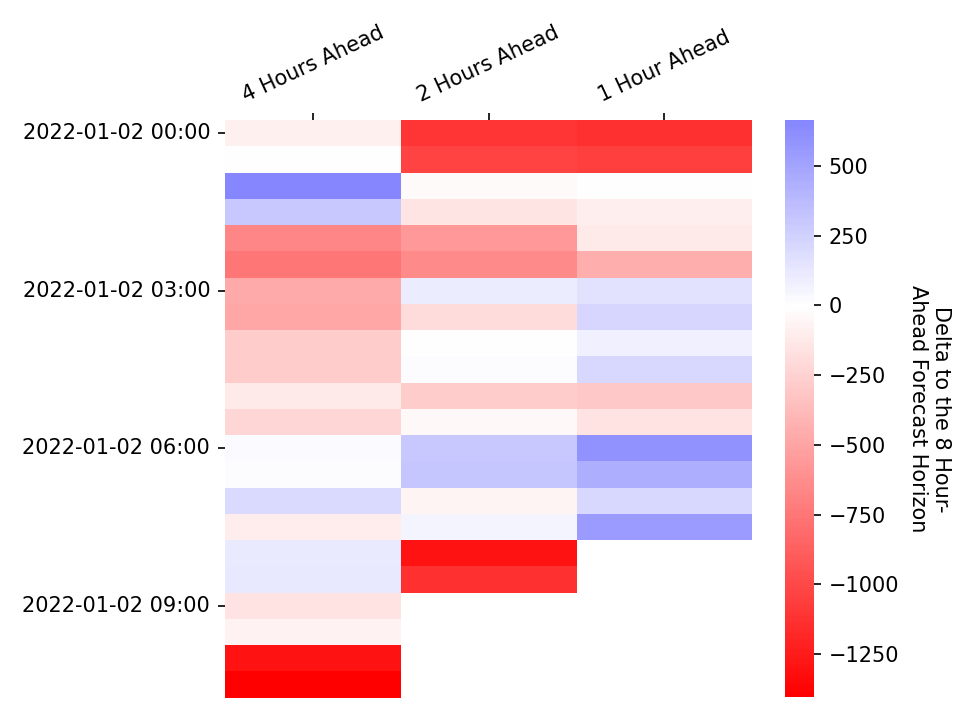 4 Hours Ahead
2 Hours Ahead
1 Hour Ahead
2022-01-02 00:00
2022-01-02 03:00
2022-01-02 06:00
2022-01-02 09:00
500
250
0
−250
−500
−750
−1000
−1250
Delta to the 8 Hour-
Ahead Forecast Horizon